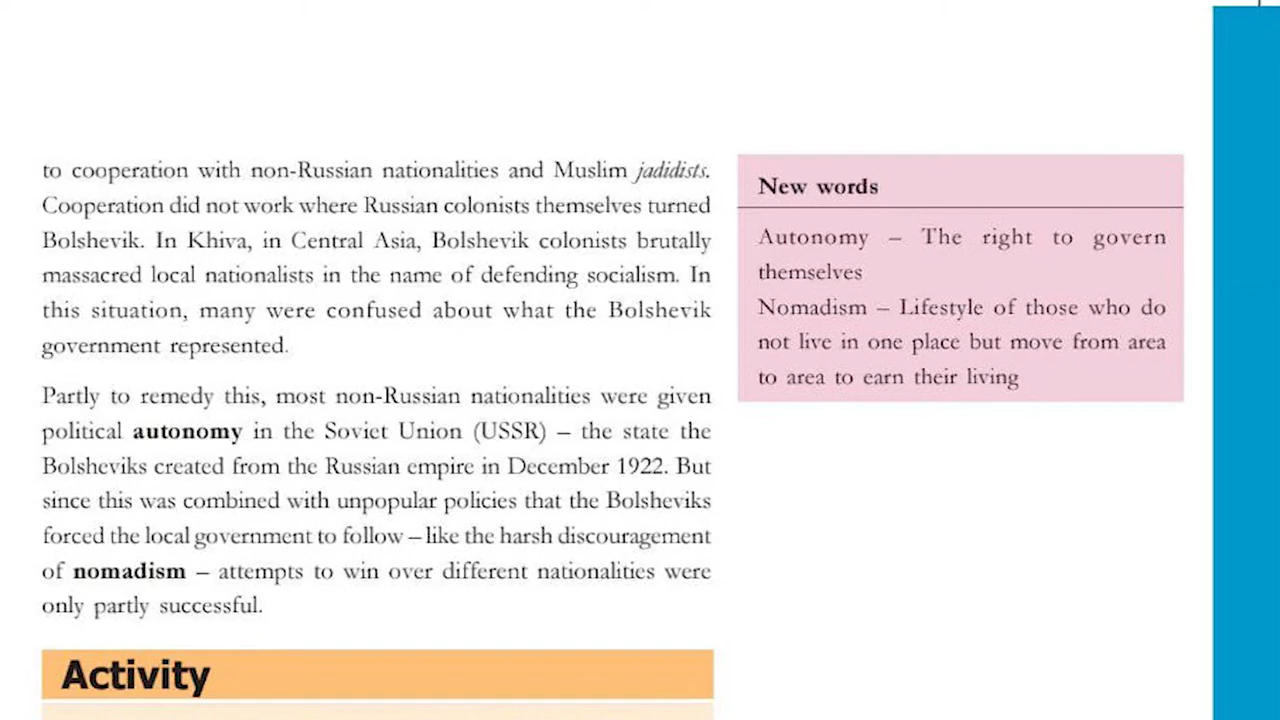 to cooperation with non-Russian nationalities and Muslim jadidists.
Cooperation did not work where Russian colonists themselves turned
Bolshevik. In Khiva, in Central Asia, Bolshevik colonists brutally
massacred local nationalists in the name of defending socialism. In
this situation, many were confused about what the Bolshevik
government represented.
Partly to remedy this, most non-Russian nationalities were given
political autonomy in the Soviet Union (USSR) – the state the
Bolsheviks created from the Russian empire in December 1922. But
since this was combined with unpopular policies that the Bolsheviks
forced the local government to follow – like the harsh discouragement
of nomadism – attempts to win over different nationalities were
only partly successful.
Activity
New words
Autonomy – The right to govern
themselves
Nomadism – Lifestyle of those who do
not live in one place but move from area
to area to earn their living